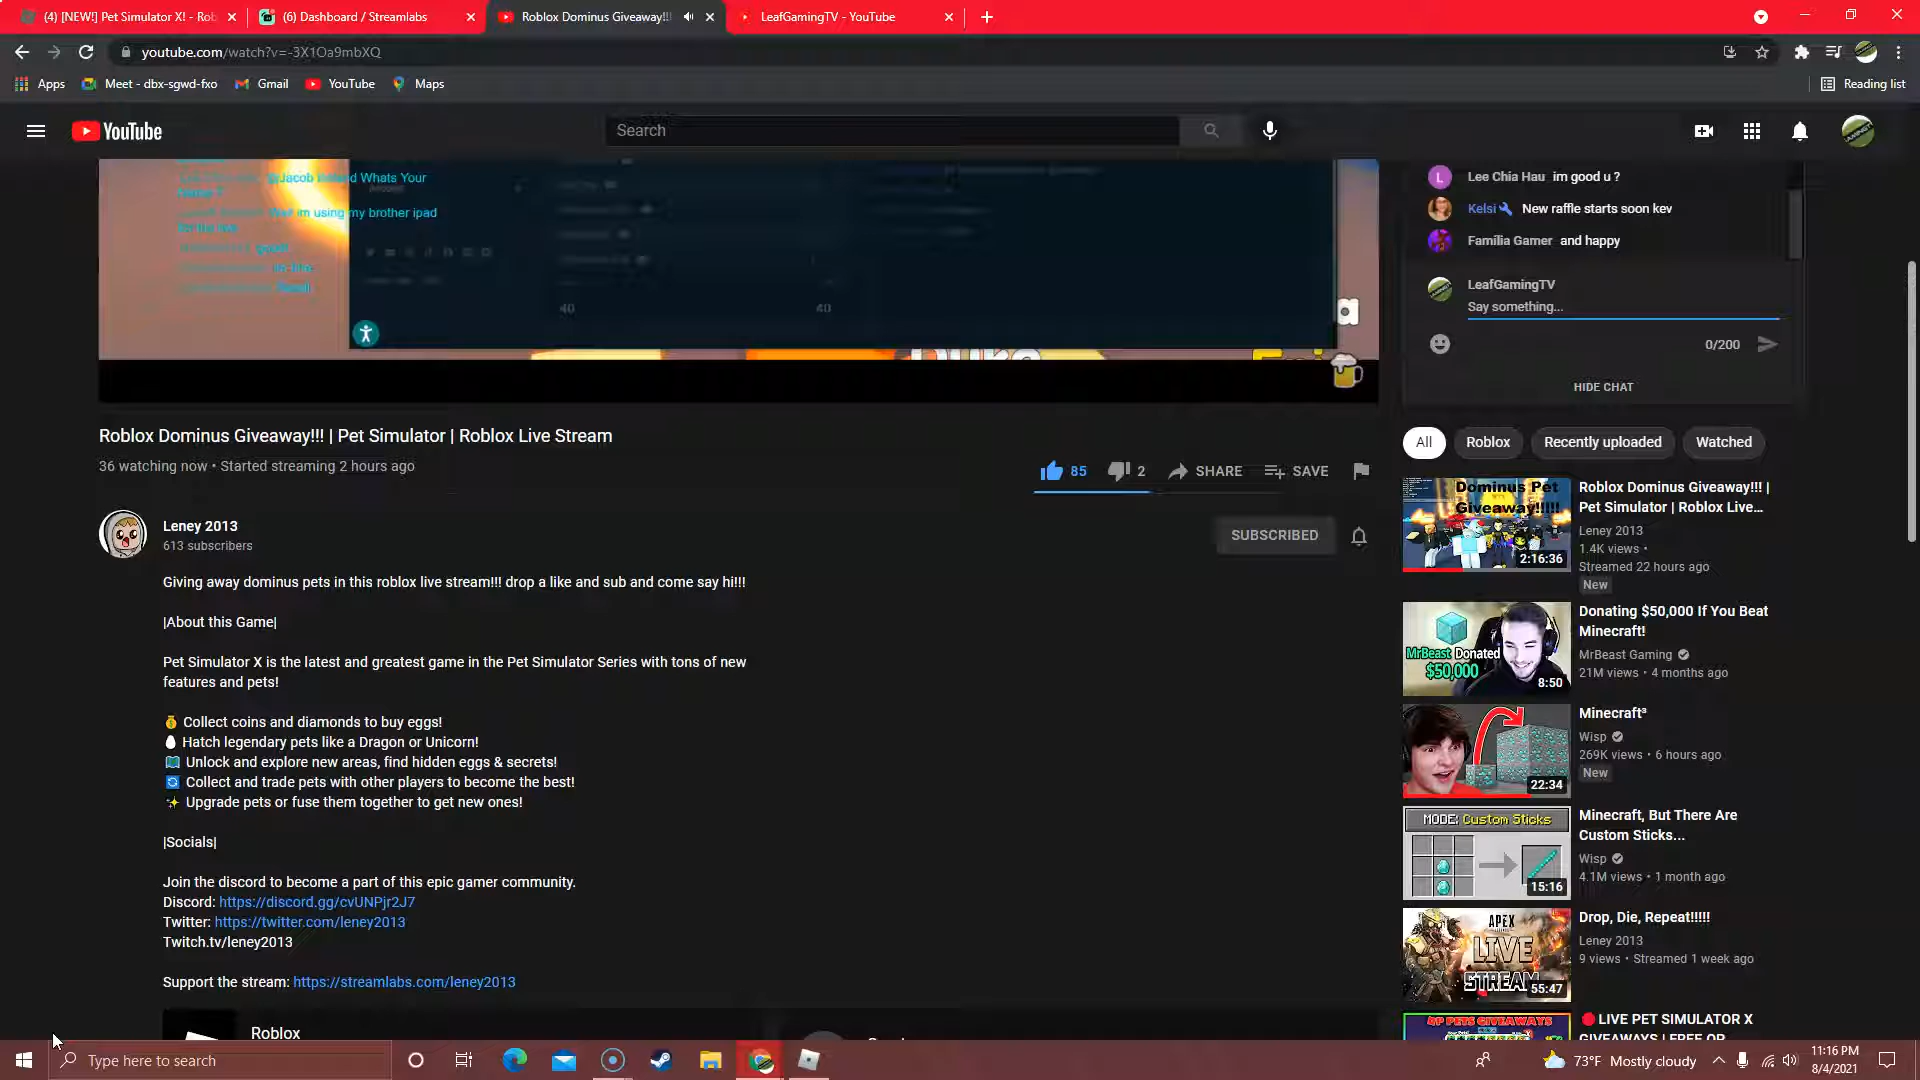 (4) [NEW!] Pet Simulator X! - Rob
(6) Dashboard / Streamlabs
Roblox Dominus Giveaway!!!
LeafGamingTV - YouTube
youtube.com/watch?v=-3X1Oa9mbXQ
Apps
Meet - dbx-sgwd-fxo
Gmail
YouTube
Maps
Reading list
YouTube
Search
Whats Your
im using my brother ipad
40
40
Lee Chia Hau im good u ?
Kelsi New raffle starts soon kev
Família Gamer and happy
LeafGamingTV
Say something...
0/200
HIDE CHAT
Roblox Dominus Giveaway!!! | Pet Simulator | Roblox Live Stream
36 watching now • Started streaming 2 hours ago
85
2
SHARE
SAVE
Leney 2013
613 subscribers
SUBSCRIBED
Giving away dominus pets in this roblox live stream!!! drop a like and sub and come say hi!!!
|About this Game|
Pet Simulator X is the latest and greatest game in the Pet Simulator Series with tons of new
features and pets!
Collect coins and diamonds to buy eggs!
Hatch legendary pets like a Dragon or Unicorn!
Unlock and explore new areas, find hidden eggs & secrets!
Collect and trade pets with other players to become the best!
Upgrade pets or fuse them together to get new ones!
|Socials|
Join the discord to become a part of this epic gamer community.
Discord: https://discord.gg/cvUNPjr2J7
Twitter: https://twitter.com/leney2013
Twitch.tv/leney2013
Support the stream: https://streamlabs.com/leney2013
Roblox
All
Roblox
Recently uploaded
Watched
Dominus Pet
Giveaway!!!!!
2:16:36
Roblox Dominus Giveaway!!! |
Pet Simulator | Roblox Live...
Leney 2013
1.4K views •
Streamed 22 hours ago
New
MrBeast Donated
$50,000
8:50
Donating $50,000 If You Beat
Minecraft!
MrBeast Gaming
21M views • 4 months ago
22:34
Minecraft³
Wisp
269K views • 6 hours ago
New
MODE: Custom Sticks
15:16
Minecraft, But There Are
Custom Sticks...
Wisp
4.1M views • 1 month ago
APEX
LIVE
STREAM
55:47
Drop, Die, Repeat!!!!!
Leney 2013
9 views • Streamed 1 week ago
OP PETS GIVEAWAYS
LIVE PET SIMULATOR X
GIVEAWAYS | FREE OP
Type here to search
73°F Mostly cloudy
11:16 PM
8/4/2021